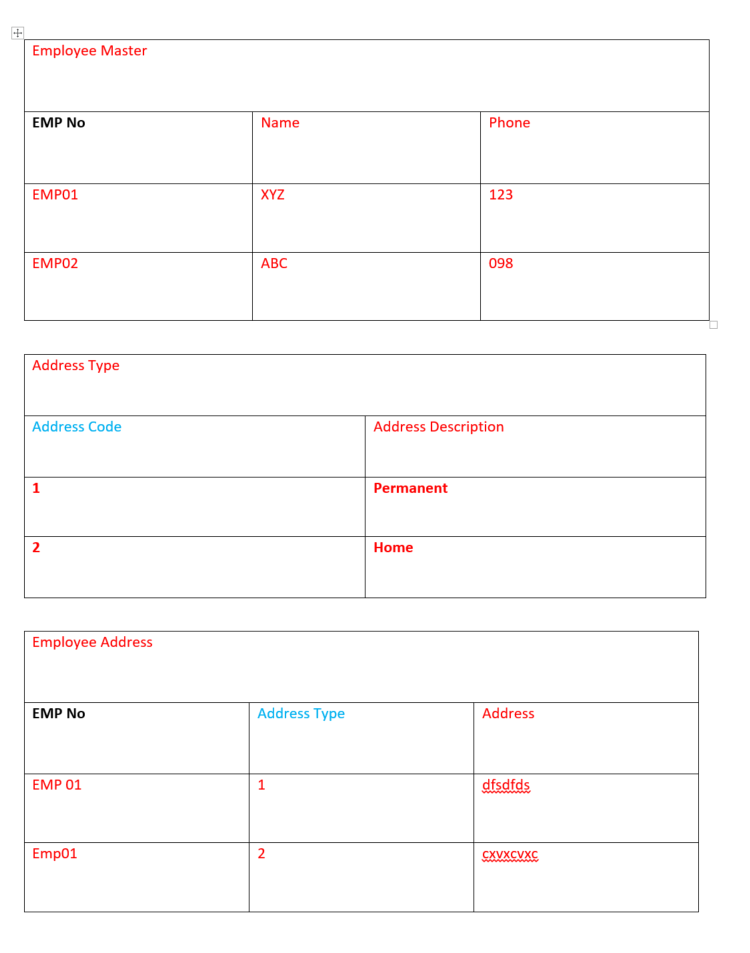 Employee Master
EMP No Name Phone
EMP01 XYZ 123
EMP02 ABC 098
Address Type
Address Code Address Description
1 Permanent
2 Home
Employee Address
EMP No Address Type Address
EMP 01 1 dfsdfds
Emp01 2 cxvxcvxc